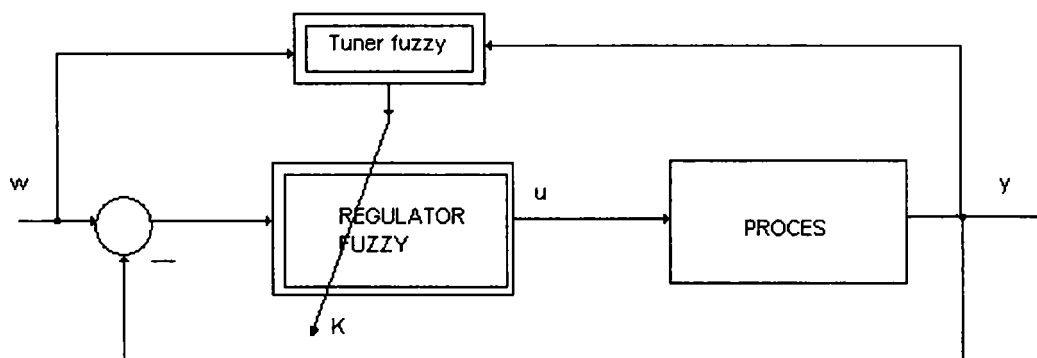 Tuner fuzzy
w
REGULATOR
FUZZY
u
PROCES
y
K